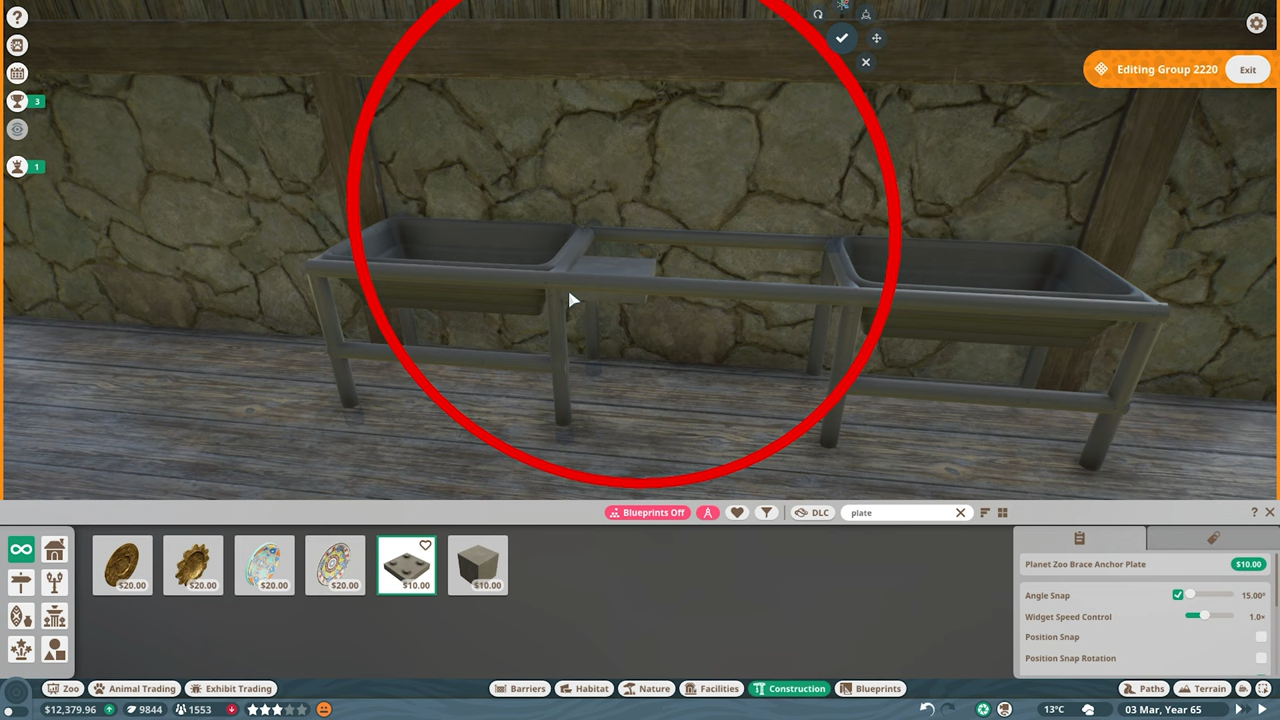 ?
3
1
Editing Group 2220 Exit
Blueprints Off
DLC
plate
?
$20.00 $20.00 $20.00 $20.00 $10.00 $10.00
Planet Zoo Brace Anchor Plate $10.00
Angle Snap 15.00°
Widget Speed Control 1.0×
Position Snap
Position Snap Rotation
Zoo Animal Trading Exhibit Trading Barriers Habitat Nature Facilities Construction Blueprints Paths Terrain
$12,379.96 9844 1553 13°C 03 Mar, Year 65